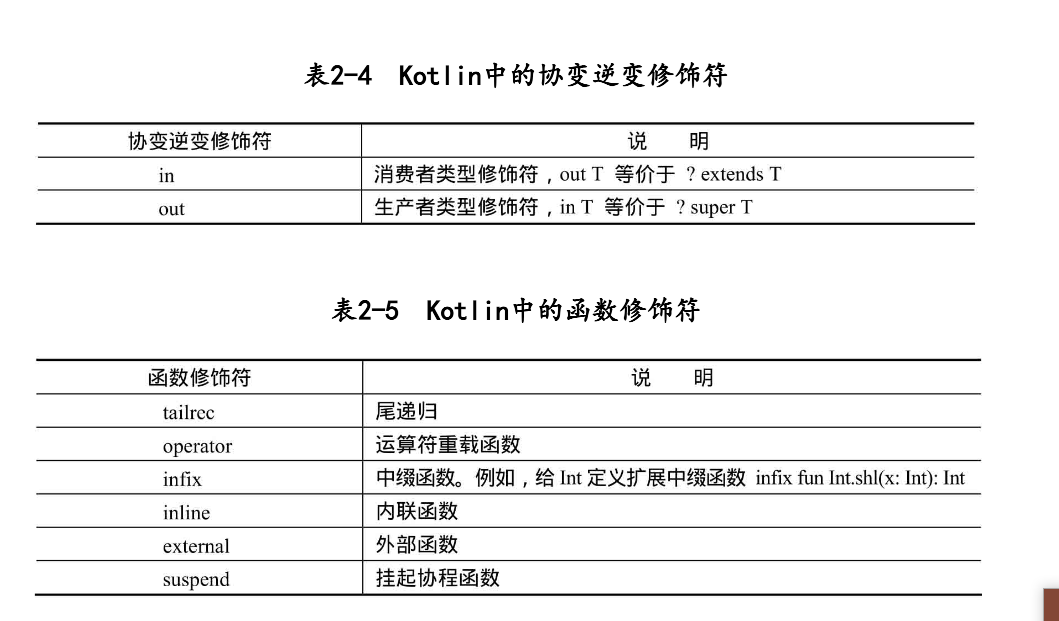 表2-4 Kotlin中的协变逆变修饰符
协变逆变修饰符 说 明
in 消费者类型修饰符，out T 等价于 ? extends T
out 生产者类型修饰符，in T 等价于 ? super T
表2-5 Kotlin中的函数修饰符
函数修饰符 说 明
tailrec 尾递归
operator 运算符重载函数
infix 中缀函数。例如，给 Int 定义扩展中缀函数 infix fun Int.shl(x: Int): Int
inline 内联函数
external 外部函数
suspend 挂起协程函数